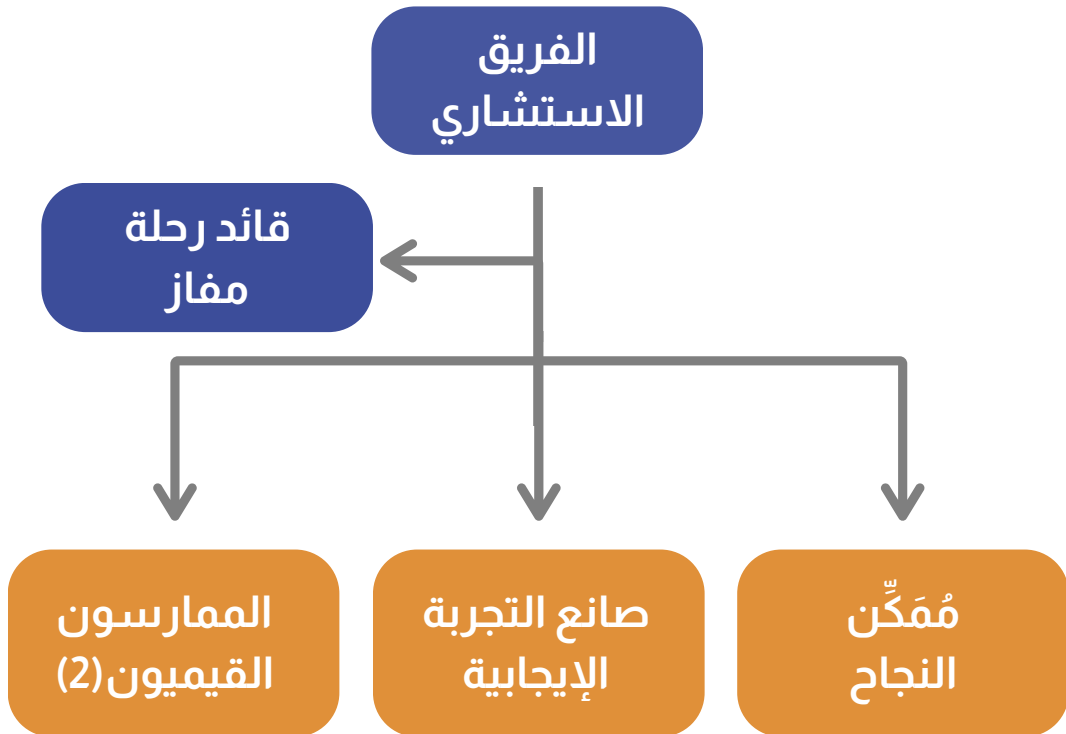 الفريق
الاستشاري
قائد رحلة
مفاز
مُمَكِّن
النجاح
صانع التجربة
الإيجابية
الممارسون
القيميون(2)